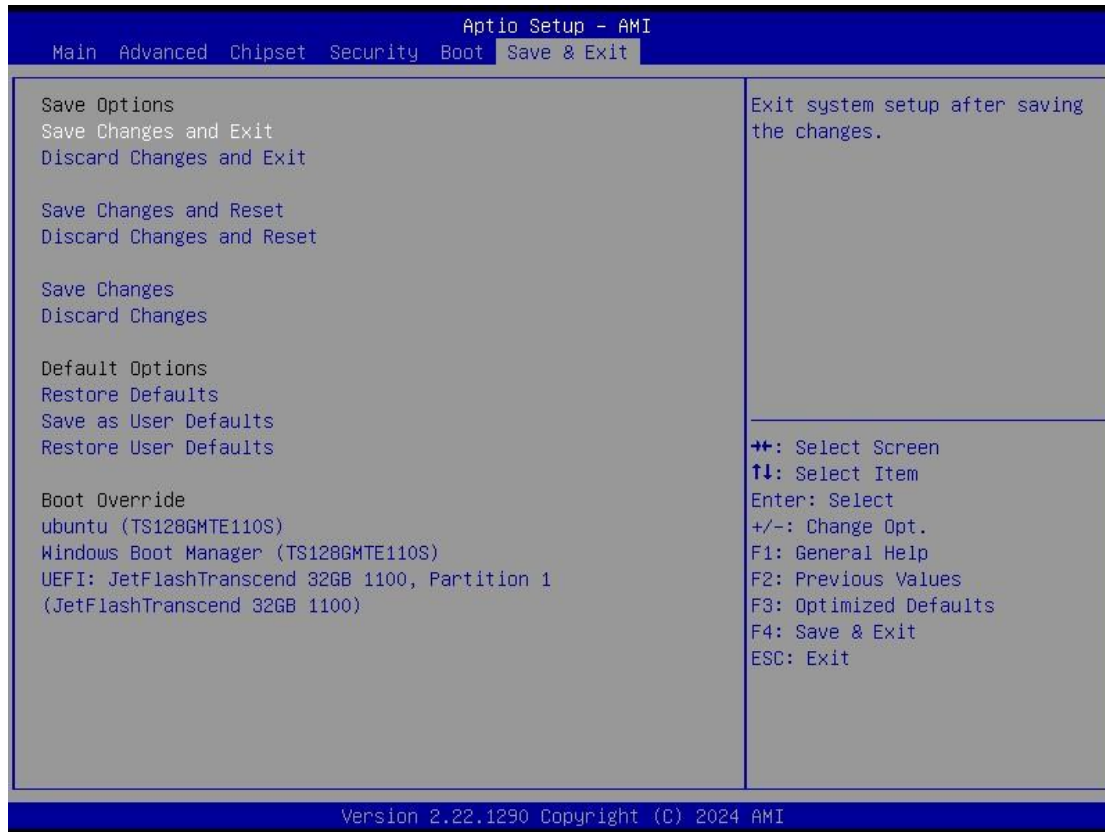 Aptio Setup - AMI
Main Advanced Chipset Security Boot Save & Exit
Save Options
Save Changes and Exit
Discard Changes and Exit
Save Changes and Reset
Discard Changes and Reset
Save Changes
Discard Changes
Default Options
Restore Defaults
Save as User Defaults
Restore User Defaults
Boot Override
ubuntu (TS128GMTE110S)
Windows Boot Manager (TS128GMTE110S)
UEFI: JetFlashTranscend 32GB 1100, Partition 1
(JetFlashTranscend 32GB 1100)
Exit system setup after saving
the changes.
→←: Select Screen
↑↓: Select Item
Enter: Select
+/-: Change Opt.
F1: General Help
F2: Previous Values
F3: Optimized Defaults
F4: Save & Exit
ESC: Exit
Version 2.22.1290 Copyright (C) 2024 AMI